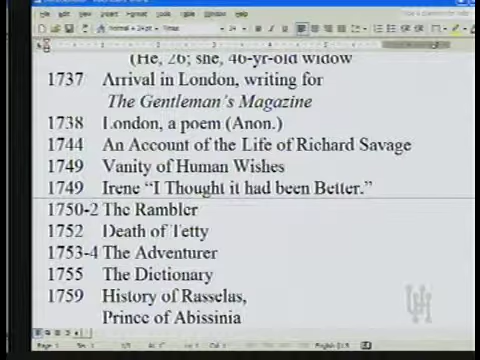 (He, 26; she, 46-yr-old widow
1737 Arrival in London, writing for
The Gentleman's Magazine
1738 London, a poem (Anon.)
1744 An Account of the Life of Richard Savage
1749 Vanity of Human Wishes
1749 Irene “I Thought it had been Better.”
1750-2 The Rambler
1752 Death of Tetty
1753-4 The Adventurer
1755 The Dictionary
1759 History of Rasselas,
Prince of Abissinia